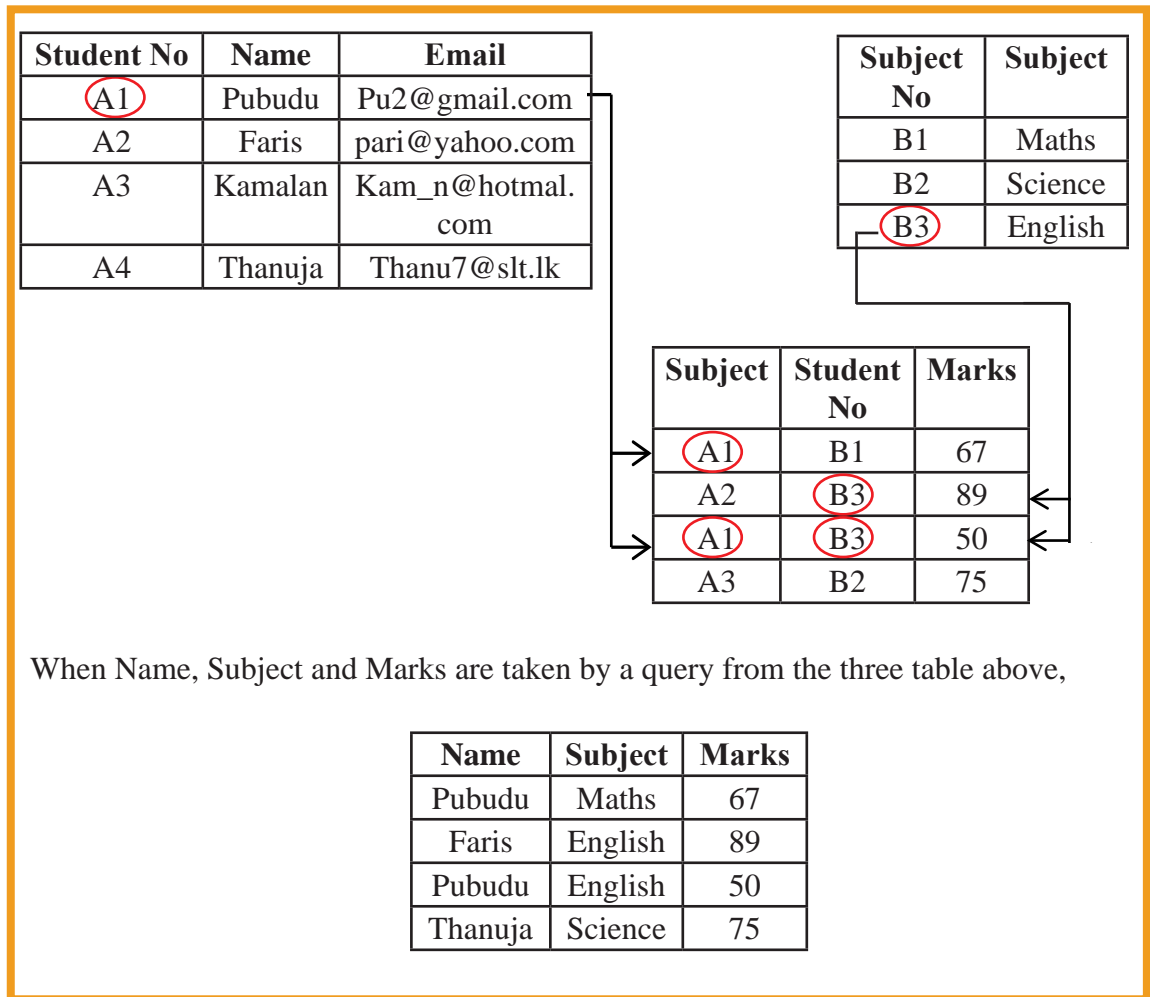 Student No Name Email
A1 Pubudu Pu2@gmail.com
A2 Faris pari@yahoo.com
A3 Kamalan Kam_n@hotmal.
com
A4 Thanuja Thanu7@slt.lk
Subject Subject
No
B1 Maths
B2 Science
B3 English
Subject Student Marks
No
A1 B1 67
A2 B3 89
A1 B3 50
A3 B2 75
When Name, Subject and Marks are taken by a query from the three table above,
Name Subject Marks
Pubudu Maths 67
Faris English 89
Pubudu English 50
Thanuja Science 75